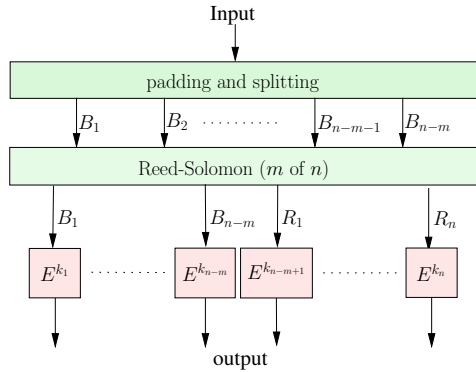 Input
padding and splitting
B₁ B₂ ......... Bₙ₋ₘ₋₁ Bₙ₋ₘ
Reed-Solomon (m of n)
B₁ Bₙ₋ₘ R₁ Rₙ
E^{k₁} ......... E^{kₙ₋ₘ} E^{kₙ₋ₘ₊₁} ......... E^{kₙ}
output